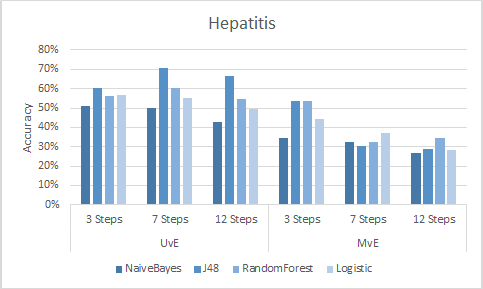 Hepatitis
80%
70%
60%
50%
40%
30%
20%
10%
0%
Accuracy
3 Steps 7 Steps 12 Steps 3 Steps 7 Steps 12 Steps
UvE MvE
NaiveBayes J48 RandomForest Logistic